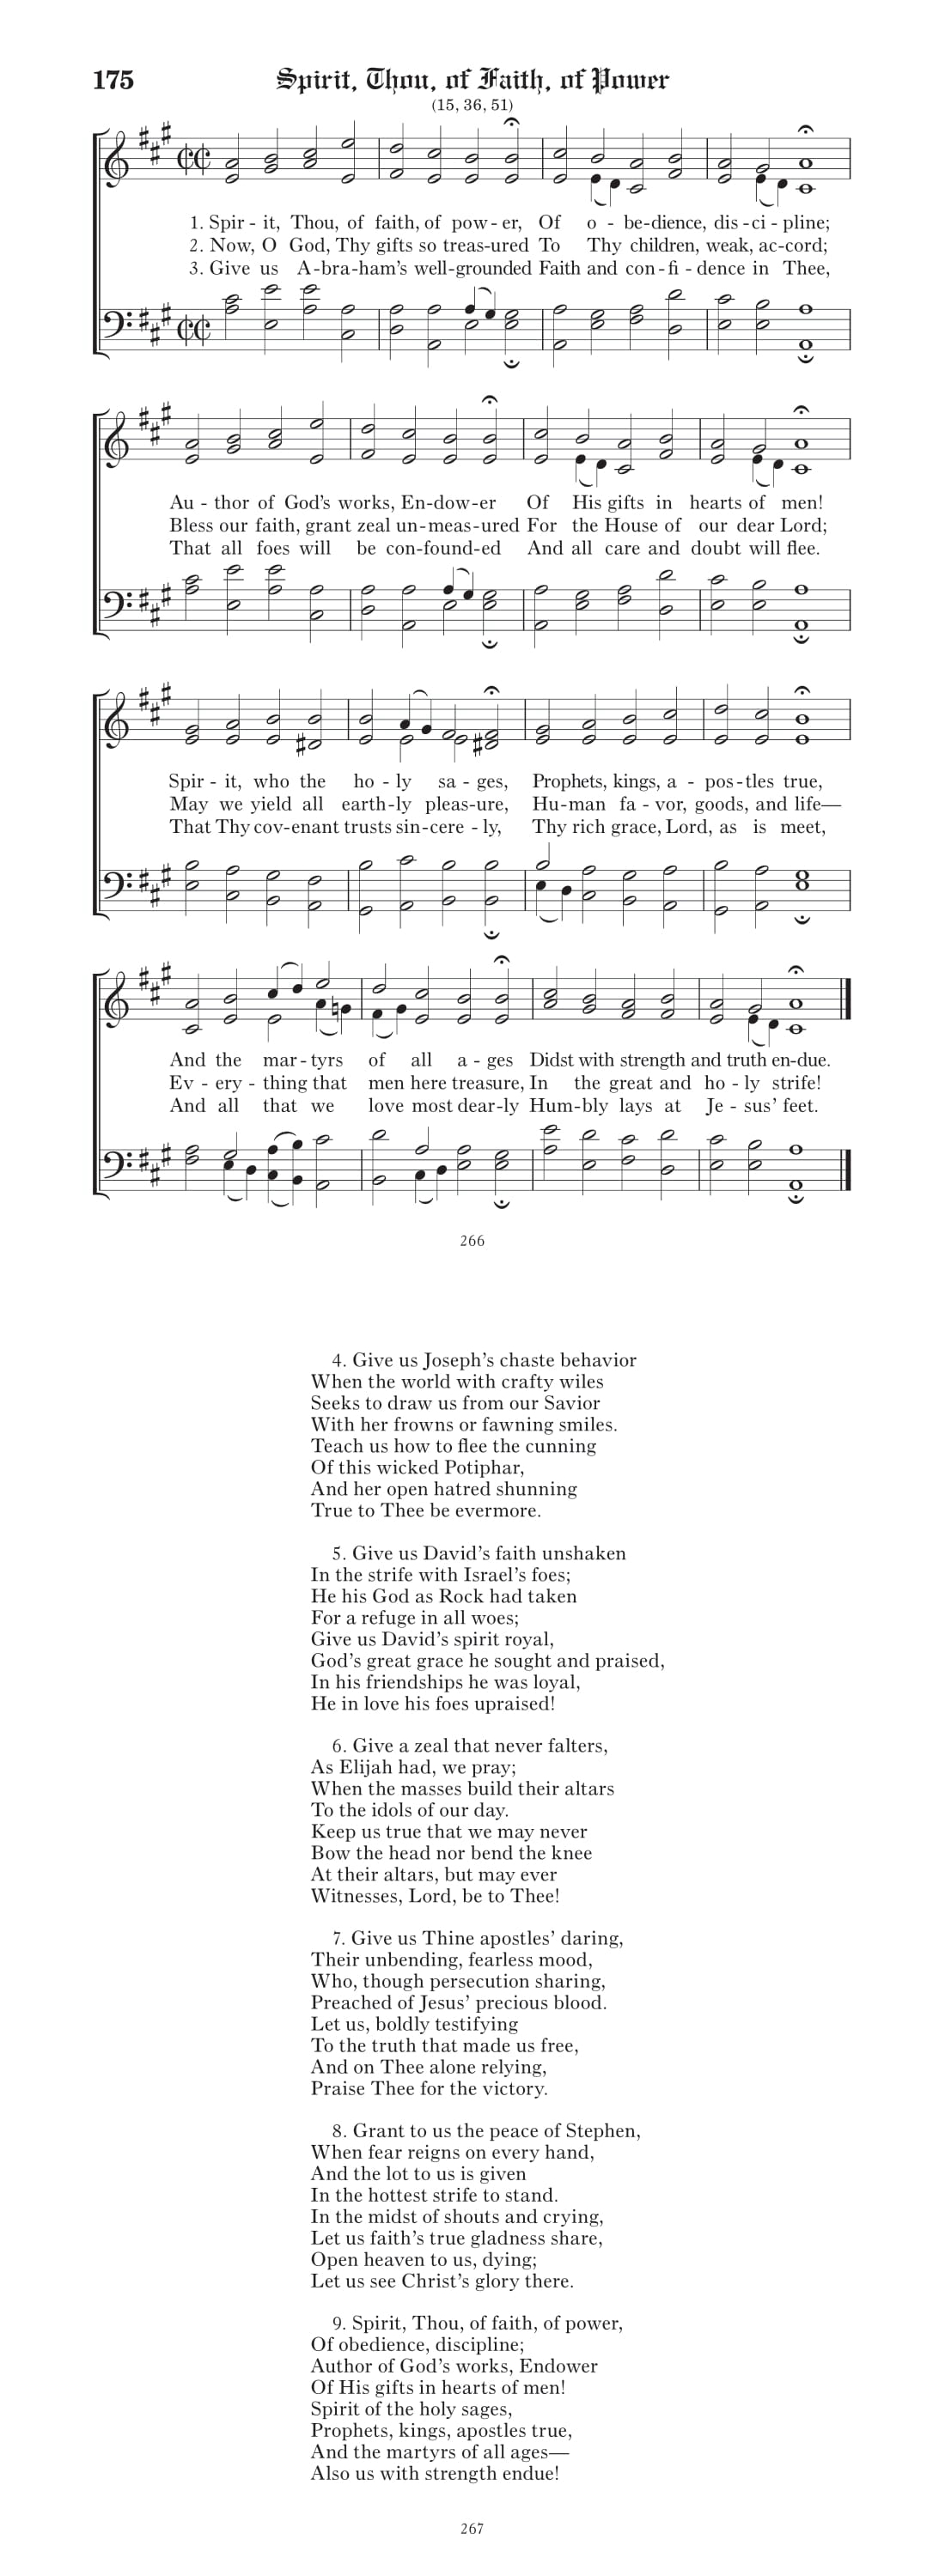 175
Spirit, Thou, of Faith, of Power
(15, 36, 51)
1. Spir - it, Thou, of faith, of pow - er, Of o - be-dience, dis - ci - pline;
2. Now, O God, Thy gifts so treas-ured To Thy children, weak, ac-cord;
3. Give us A-bra-ham's well-grounded Faith and con - fi - dence in Thee,
Au - thor of God's works, En-dow-er Of His gifts in hearts of men!
Bless our faith, grant zeal un-meas-ured For the House of our dear Lord;
That all foes will be con-found-ed And all care and doubt will flee.
Spir - it, who the ho - ly sa - ges, Prophets, kings, a - pos - tles true,
May we yield all earth-ly pleas-ure, Hu-man fa - vor, goods, and life—
That Thy cov-enant trusts sin-cere - ly, Thy rich grace, Lord, as is meet,
And the mar - tyrs of all a - ges Didst with strength and truth en-due.
Ev - ery - thing that men here treasure, In the great and ho - ly strife!
And all that we love most dear-ly Hum-bly lays at Je - sus' feet.
266
4. Give us Joseph's chaste behavior
When the world with crafty wiles
Seeks to draw us from our Savior
With her frowns or fawning smiles.
Teach us how to flee the cunning
Of this wicked Potiphar,
And her open hatred shunning
True to Thee be evermore.
5. Give us David's faith unshaken
In the strife with Israel's foes;
He his God as Rock had taken
For a refuge in all woes;
Give us David's spirit royal,
God's great grace he sought and praised,
In his friendships he was loyal,
He in love his foes upraised!
6. Give a zeal that never falters,
As Elijah had, we pray;
When the masses build their altars
To the idols of our day.
Keep us true that we may never
Bow the head nor bend the knee
At their altars, but may ever
Witnesses, Lord, be to Thee!
7. Give us Thine apostles' daring,
Their unbending, fearless mood,
Who, though persecution sharing,
Preached of Jesus' precious blood.
Let us, boldly testifying
To the truth that made us free,
And on Thee alone relying,
Praise Thee for the victory.
8. Grant to us the peace of Stephen,
When fear reigns on every hand,
And the lot to us is given
In the hottest strife to stand.
In the midst of shouts and crying,
Let us faith's true gladness share,
Open heaven to us, dying;
Let us see Christ's glory there.
9. Spirit, Thou, of faith, of power,
Of obedience, discipline;
Author of God's works, Endower
Of His gifts in hearts of men!
Spirit of the holy sages,
Prophets, kings, apostles true,
And the martyrs of all ages—
Also us with strength endue!
267